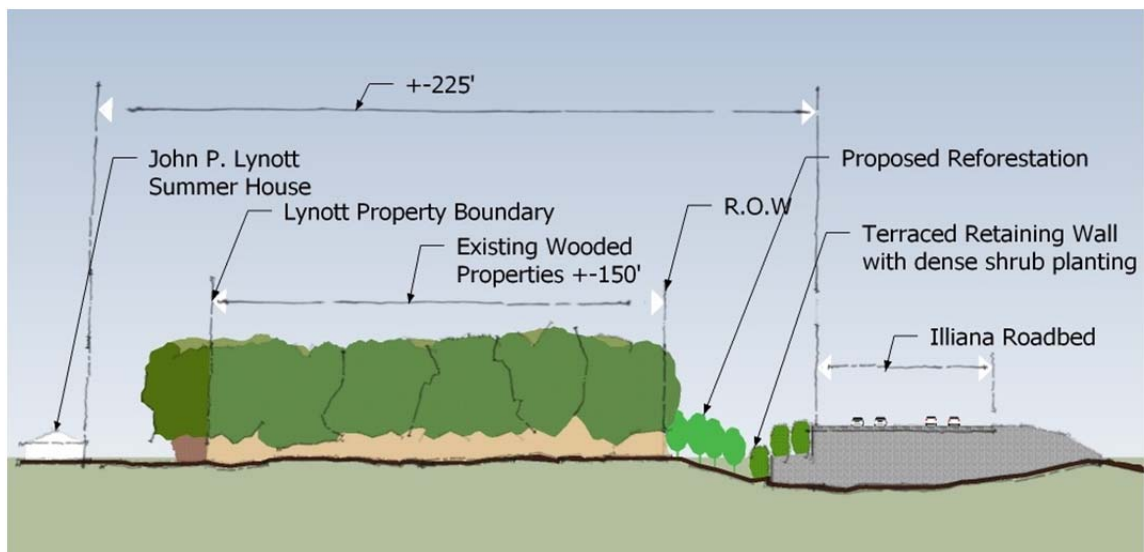 +-225'
John P. Lynott
Summer House
Lynott Property Boundary
Existing Wooded
Properties +-150'
R.O.W
Proposed Reforestation
Terraced Retaining Wall
with dense shrub planting
Illiana Roadbed